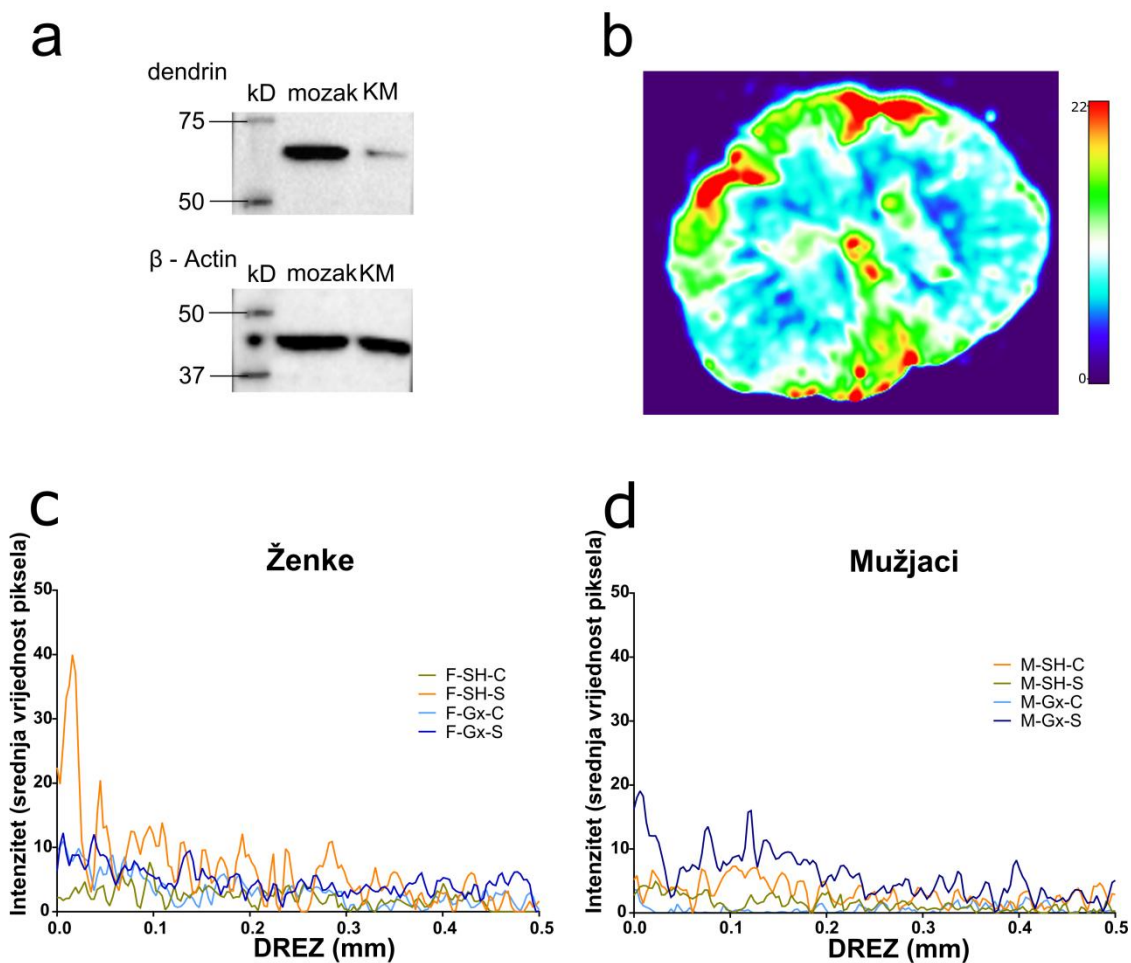 a
dendrin
kD mozak KM
75
50
β - Actin
kD mozak KM
50
37
b
22
0
c
Ženke
Intenzitet (srednja vrijednost piksela)
50
40
30
20
10
0
F-SH-C
F-SH-S
F-Gx-C
F-Gx-S
0.0 0.1 0.2 0.3 0.4 0.5
DREZ (mm)
d
Mužjaci
Intenzitet (srednja vrijednost piksela)
50
40
30
20
10
0
M-SH-C
M-SH-S
M-Gx-C
M-Gx-S
0.0 0.1 0.2 0.3 0.4 0.5
DREZ (mm)